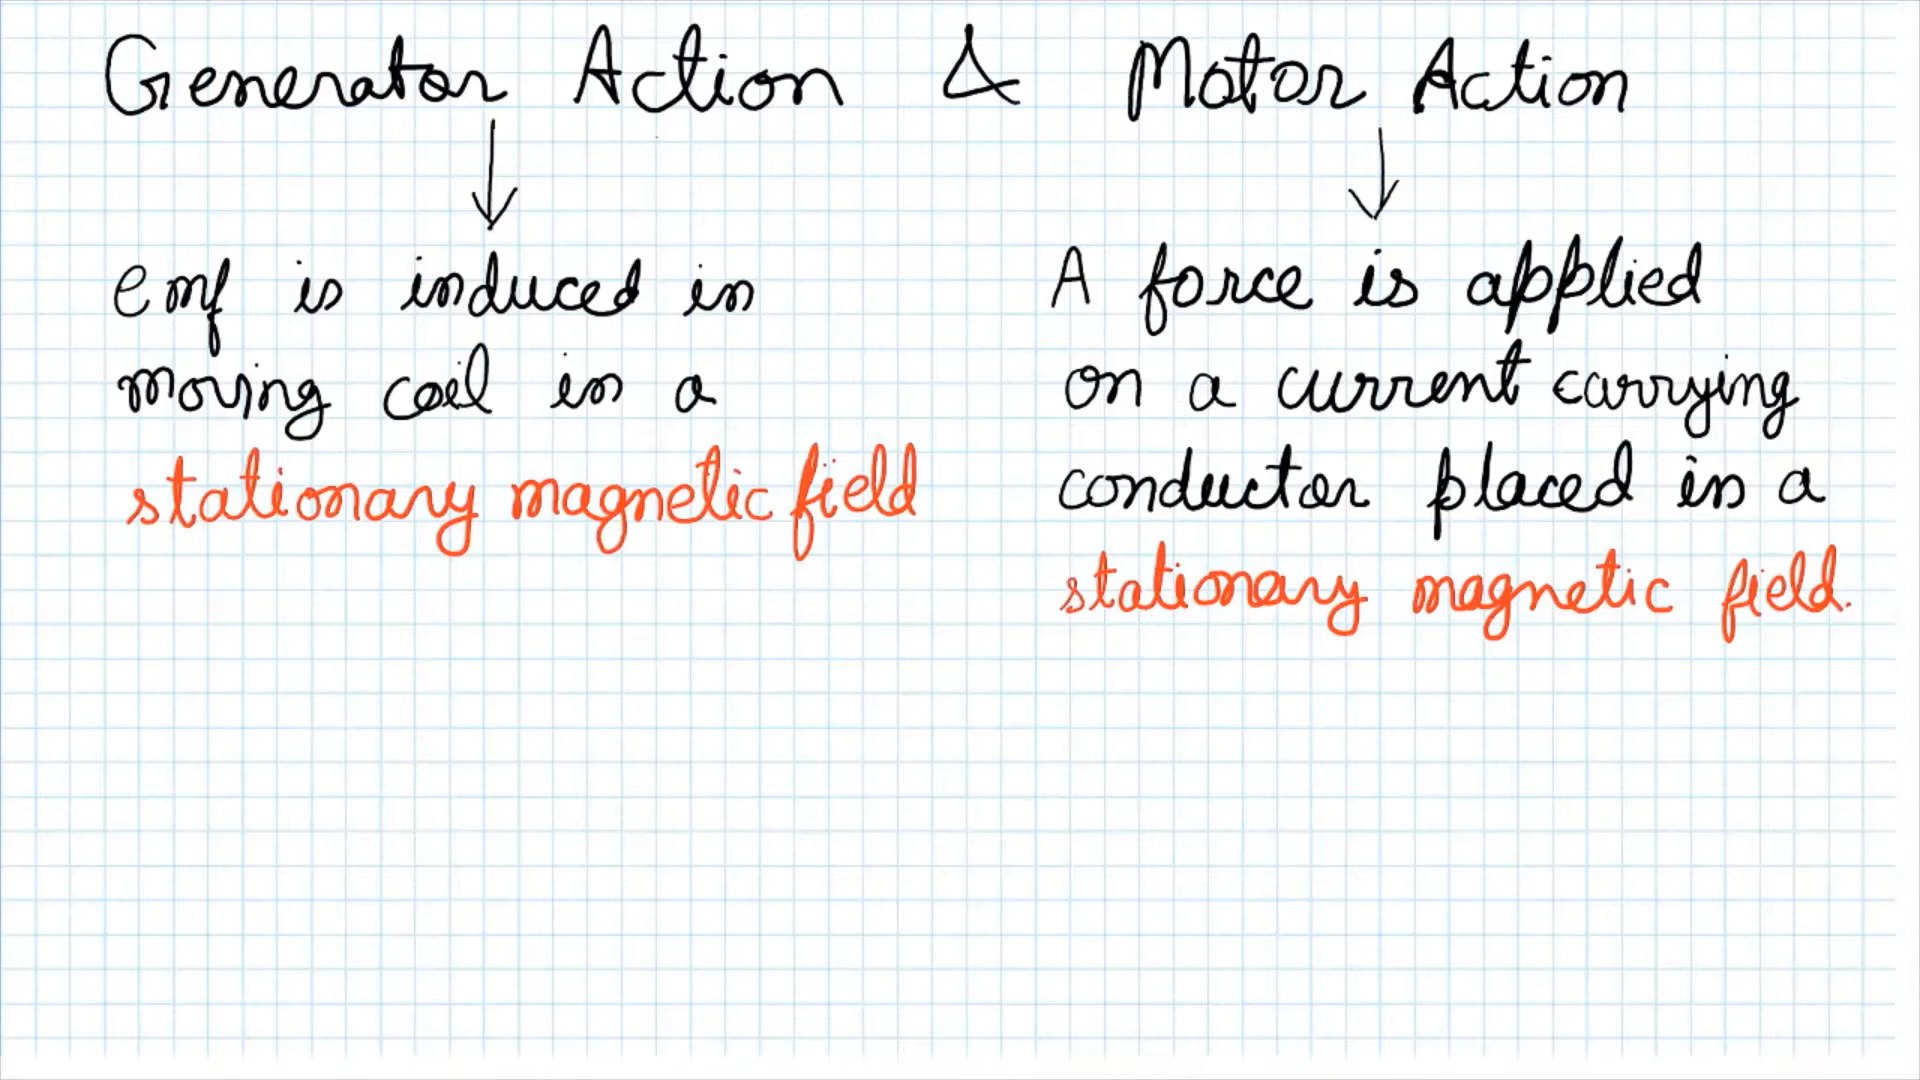 Generator Action & Motor Action
emf is induced in
moving coil in a
stationary magnetic field
A force is applied
on a current carrying
conductor placed in a
stationary magnetic field.